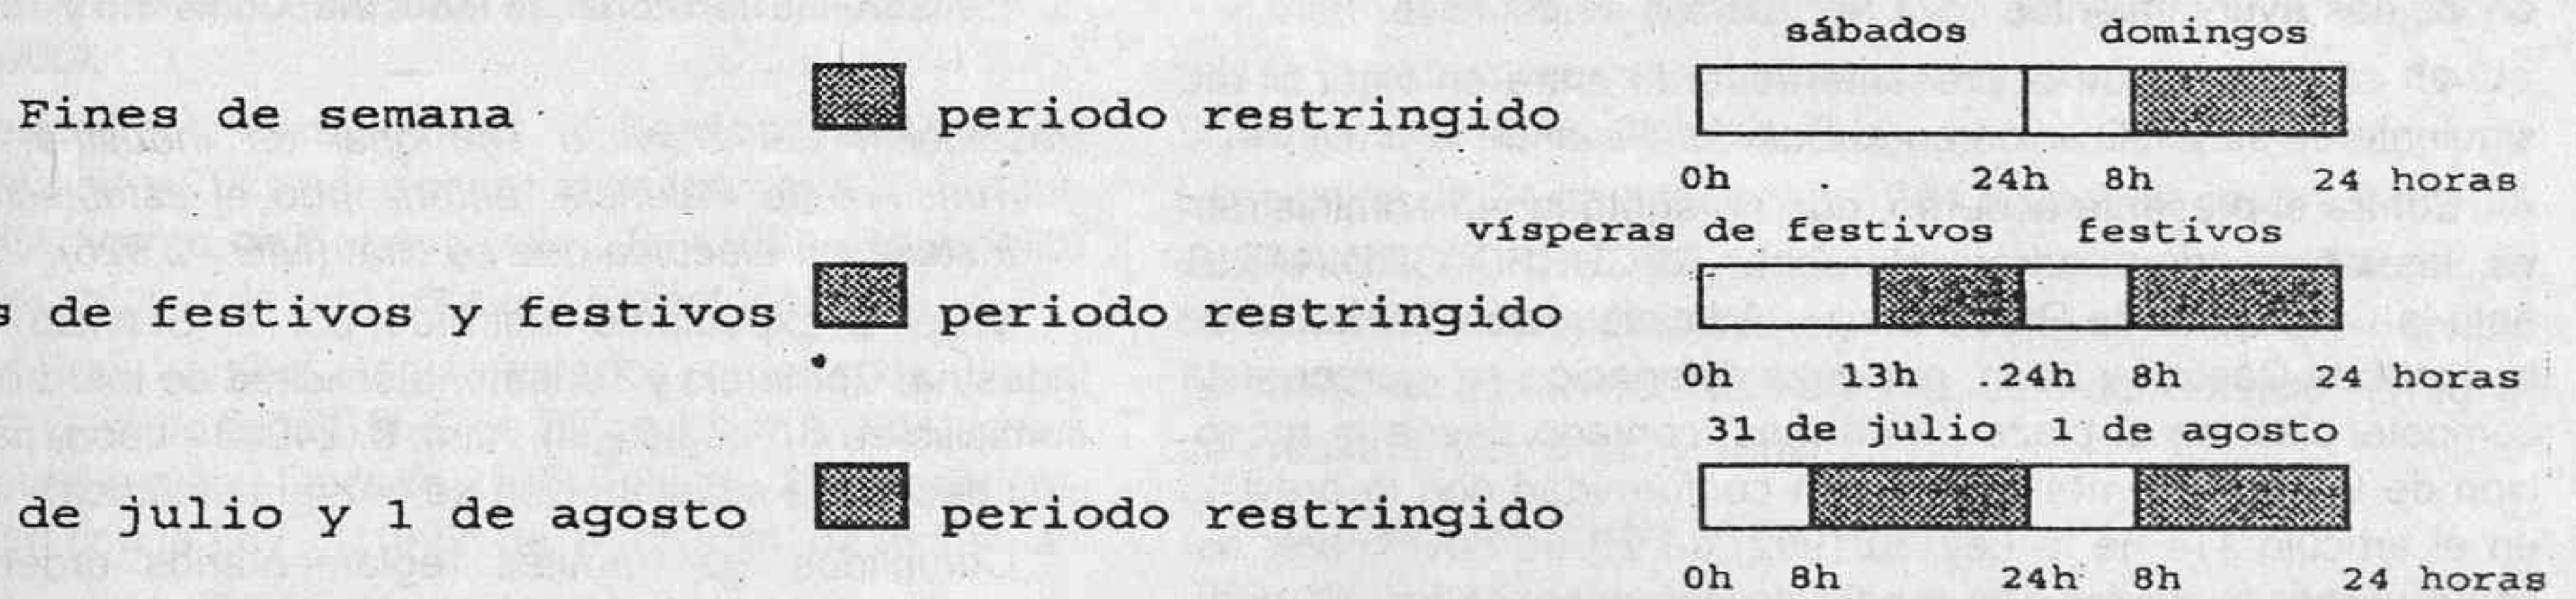 sábados domingos
Fines de semana periodo restringido
0h 24h 8h 24 horas
vísperas de festivos festivos
s de festivos y festivos periodo restringido
0h 13h 24h 8h 24 horas
31 de julio 1 de agosto
de julio y 1 de agosto periodo restringido
0h 8h 24h 8h 24 horas